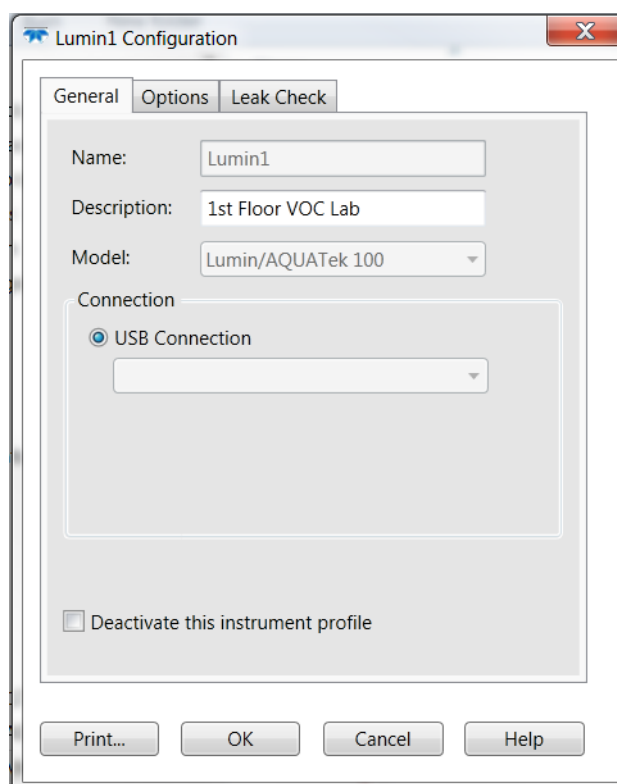 Lumin1 Configuration
General Options Leak Check
Name: Lumin1
Description: 1st Floor VOC Lab
Model: Lumin/AQUATek 100
Connection
USB Connection
Deactivate this instrument profile
Print... OK Cancel Help